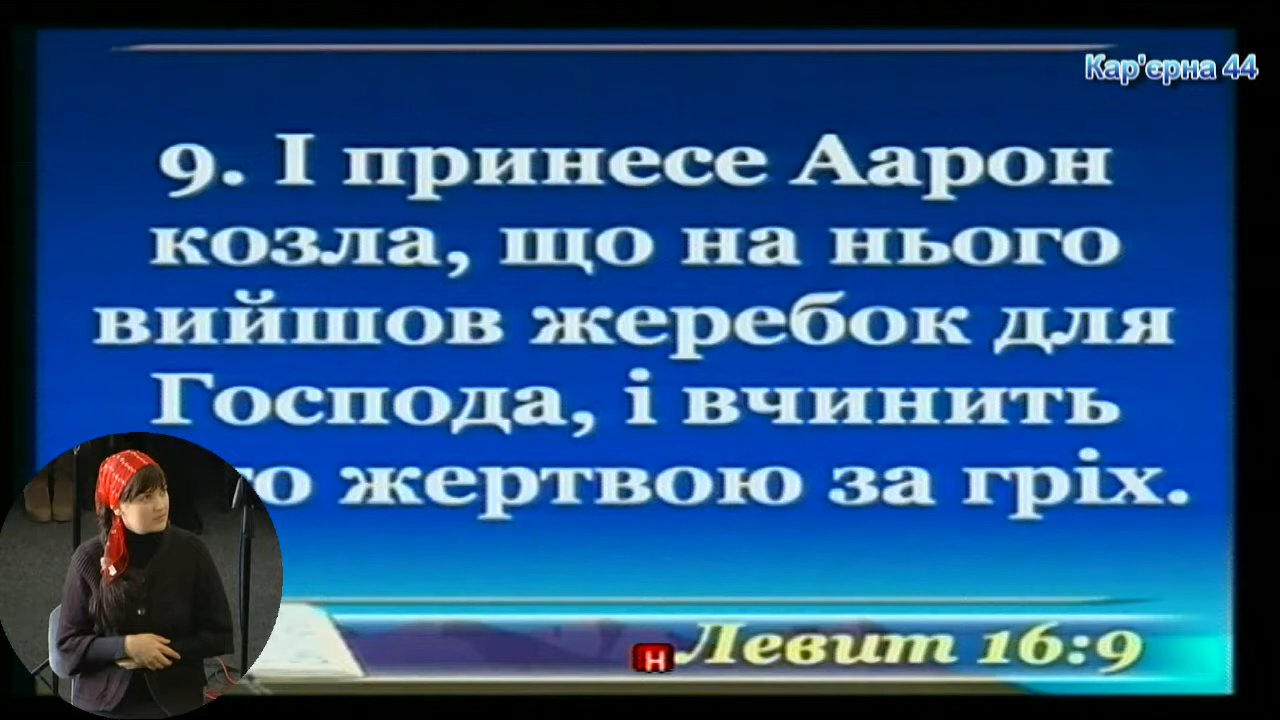 Кар'єрна 44
9. І принесе Аарон
козла, що на нього
вийшов жеребок для
Господа, і вчинить
жертвою за гріх.
Н
Левит 16:9